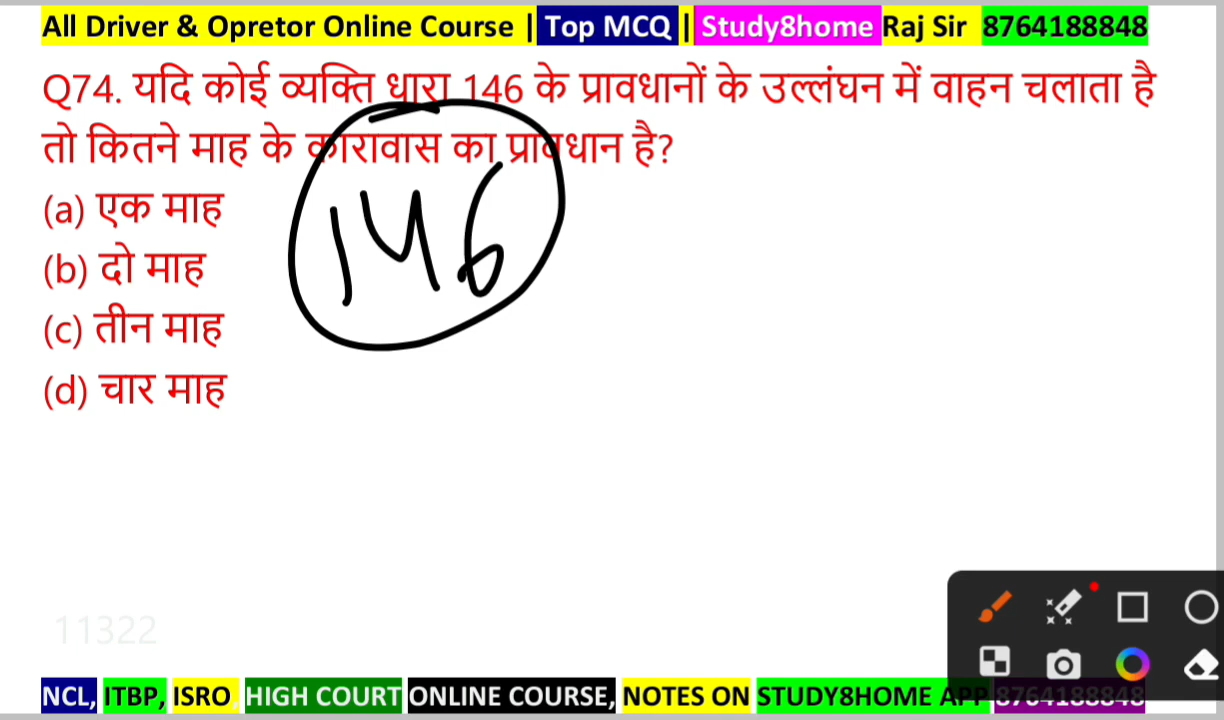 All Driver & Opretor Online Course | Top MCQ | Study8home Raj Sir 8764188848
Q74. यदि कोई व्यक्ति धारा 146 के प्रावधानों के उल्लंघन में वाहन चलाता है
तो कितने माह के कारावास का प्रावधान है?
(a) एक माह
146
(b) दो माह
(c) तीन माह
(d) चार माह
11322
NCL, ITBP, ISRO, HIGH COURT ONLINE COURSE, NOTES ON STUDY8HOME APP 8764188848